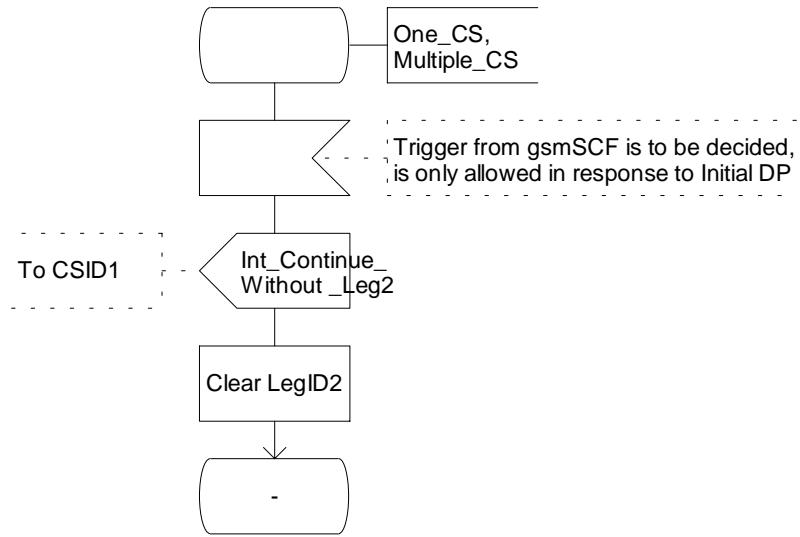 One_CS,
Multiple_CS
Trigger from gsmSCF is to be decided,
is only allowed in response to Initial DP
To CSID1
Int_Continue_
Without _Leg2
Clear LegID2
-